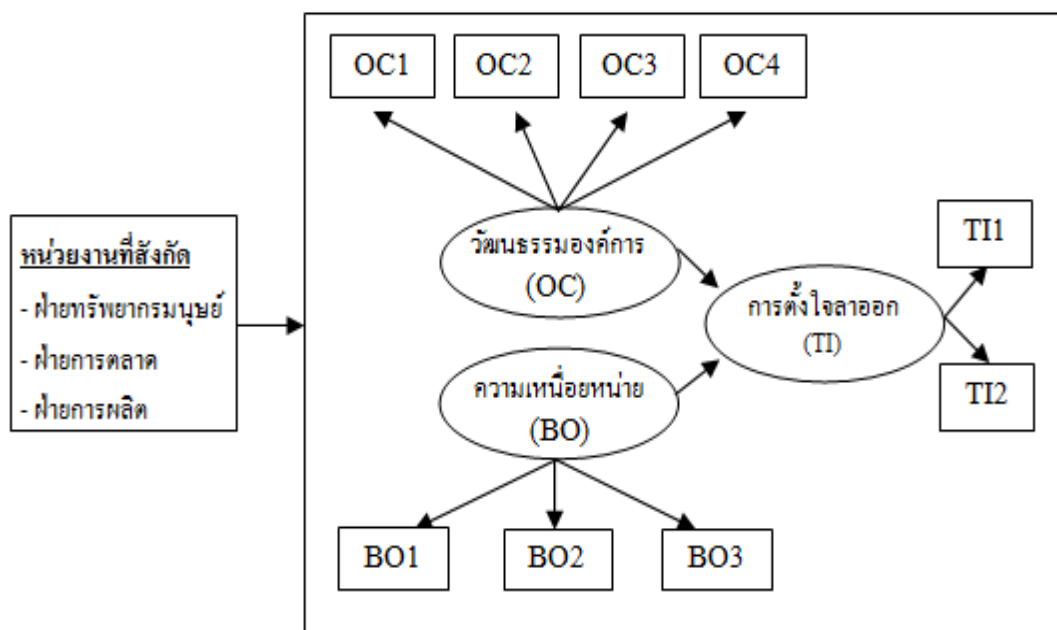 OC1 OC2 OC3 OC4
หน่วยงานที่สังกัด
- ฝ่ายทรัพยากรมนุษย์
- ฝ่ายการตลาด
- ฝ่ายการผลิต
วัฒนธรรมองค์การ
(OC)
ความเหนื่อยหน่าย
(BO)
การตั้งใจลาออก
(TI)
TI1
TI2
BO1 BO2 BO3